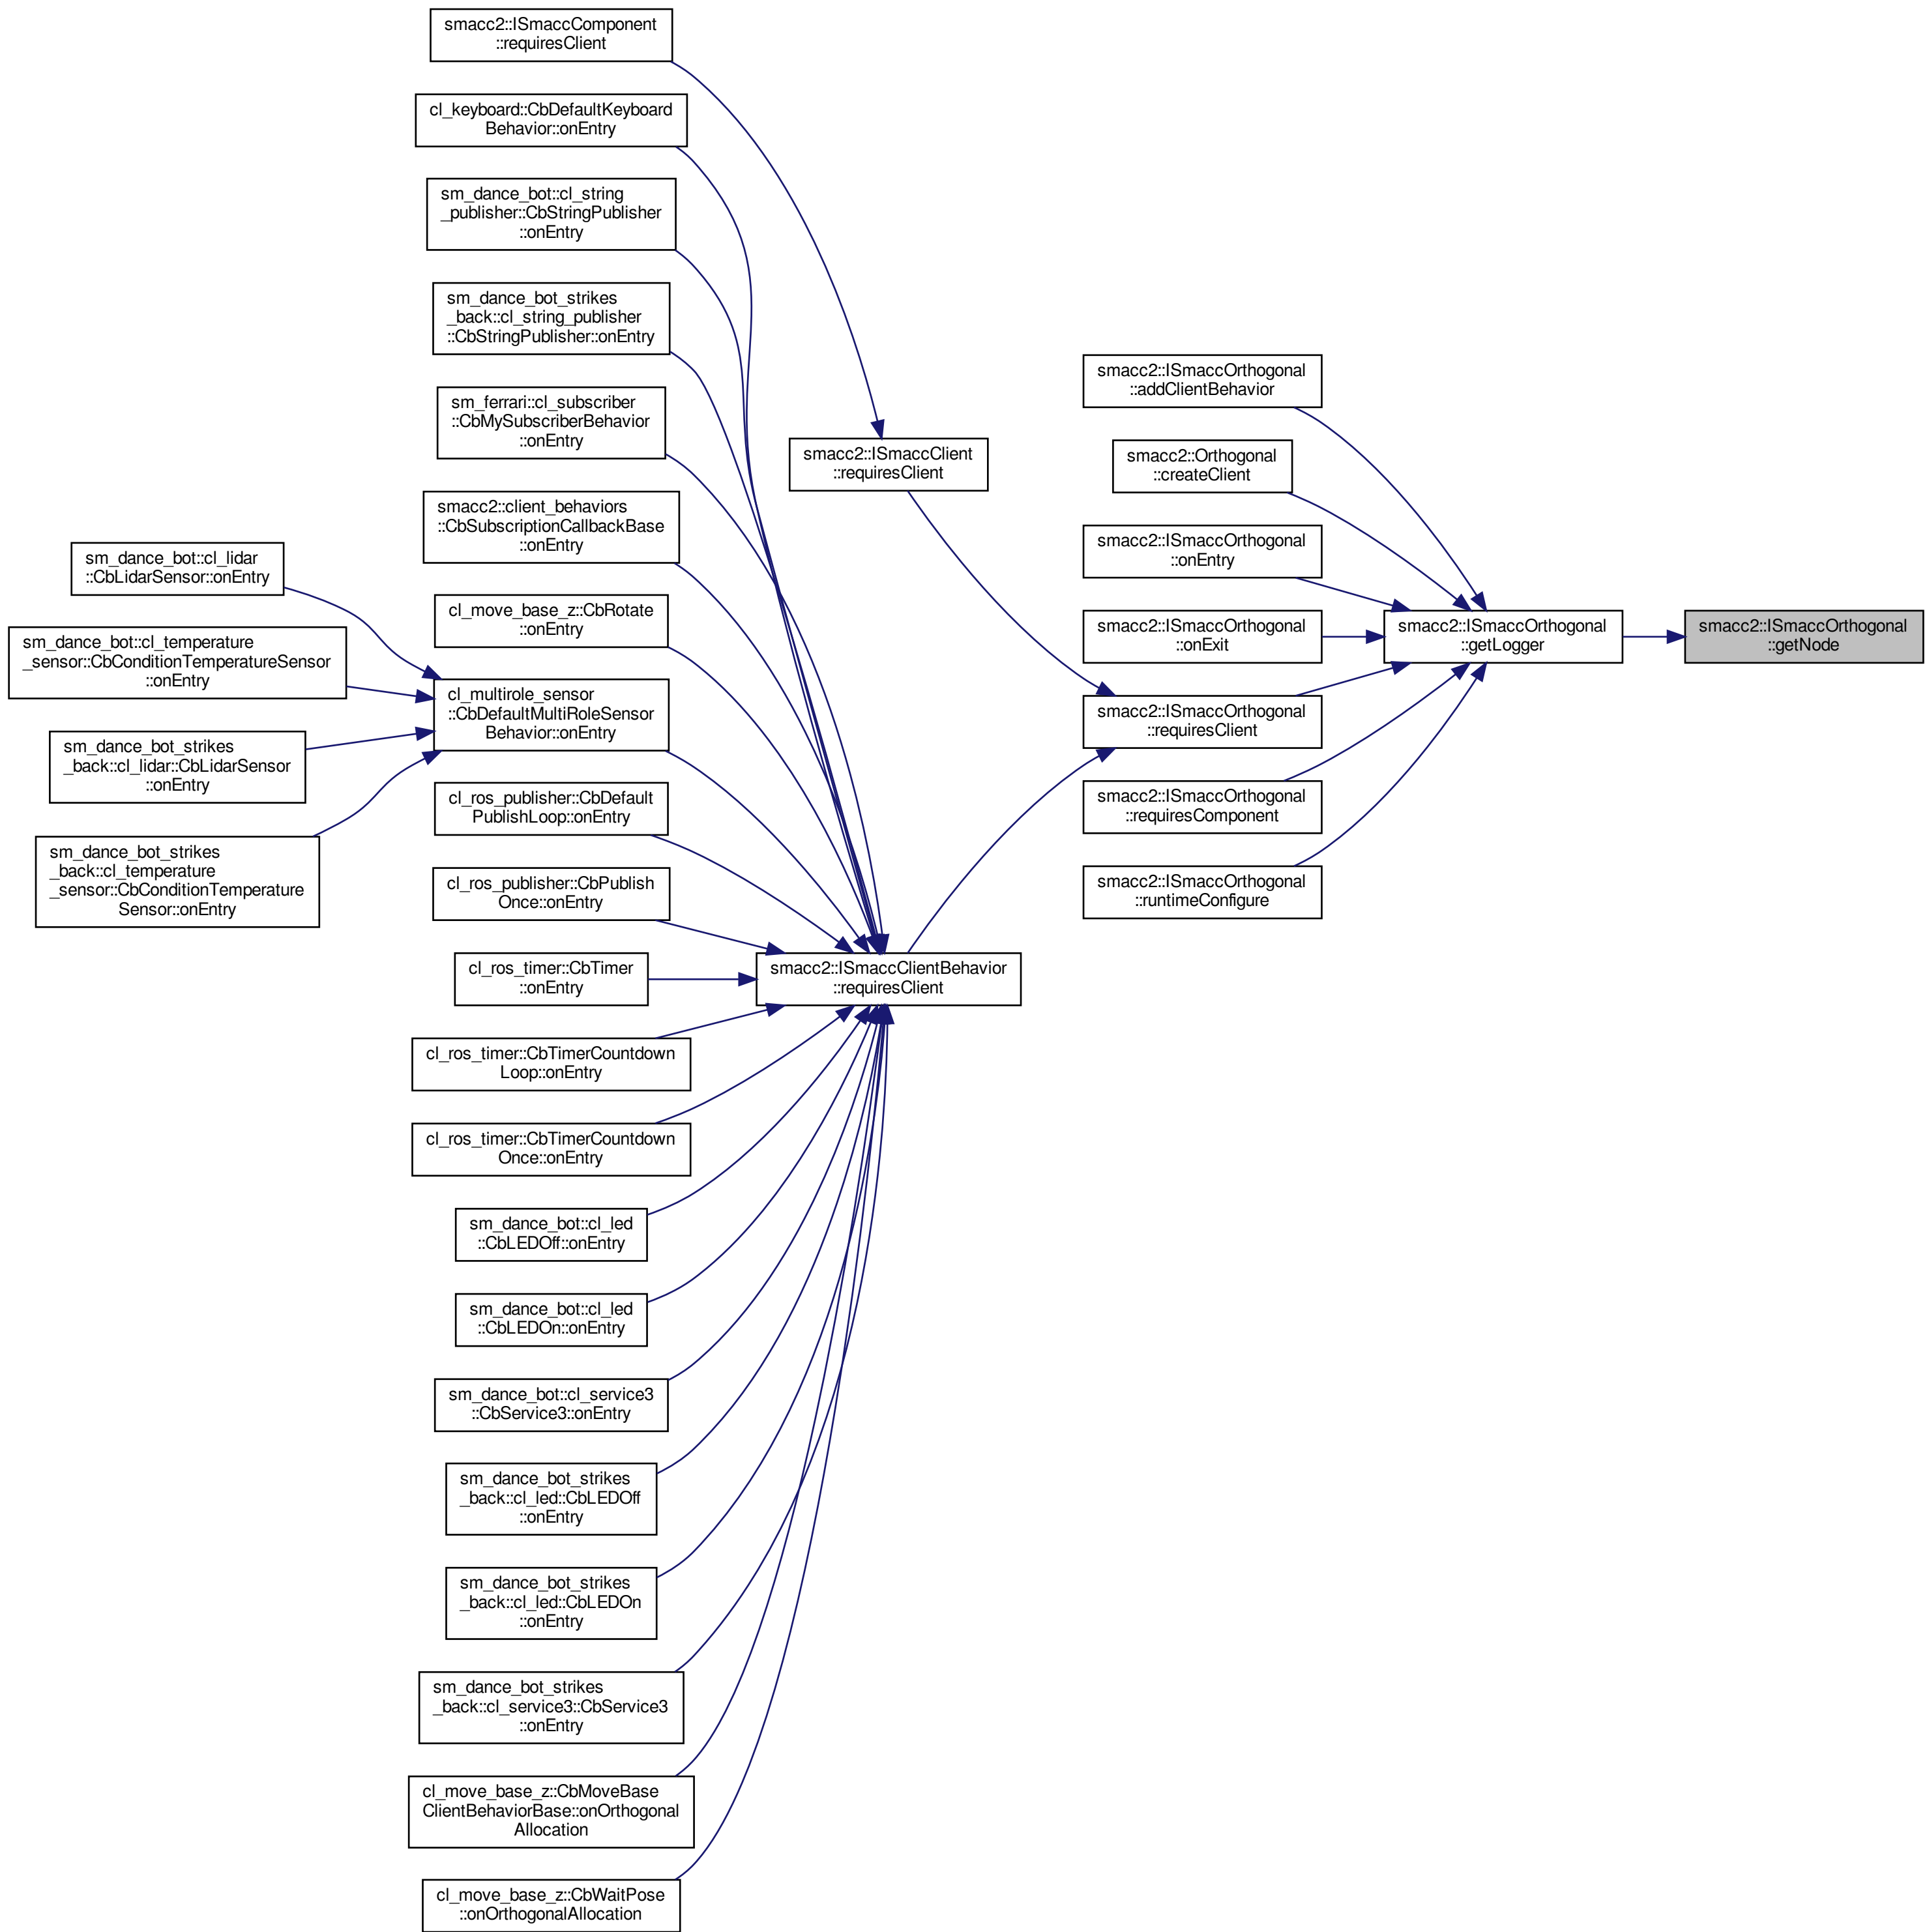 smacc2::ISmaccComponent
::requiresClient
cl_keyboard::CbDefaultKeyboard
Behavior::onEntry
sm_dance_bot::cl_string
_publisher::CbStringPublisher
::onEntry
sm_dance_bot_strikes
_back::cl_string_publisher
::CbStringPublisher::onEntry
sm_ferrari::cl_subscriber
::CbMySubscriberBehavior
::onEntry
smacc2::client_behaviors
::CbSubscriptionCallbackBase
::onEntry
cl_move_base_z::CbRotate
::onEntry
cl_multirole_sensor
::CbDefaultMultiRoleSensor
Behavior::onEntry
cl_ros_publisher::CbDefault
PublishLoop::onEntry
cl_ros_publisher::CbPublish
Once::onEntry
cl_ros_timer::CbTimer
::onEntry
cl_ros_timer::CbTimerCountdown
Loop::onEntry
cl_ros_timer::CbTimerCountdown
Once::onEntry
sm_dance_bot::cl_led
::CbLEDOff::onEntry
sm_dance_bot::cl_led
::CbLEDOn::onEntry
sm_dance_bot::cl_service3
::CbService3::onEntry
sm_dance_bot_strikes
_back::cl_led::CbLEDOff
::onEntry
sm_dance_bot_strikes
_back::cl_led::CbLEDOn
::onEntry
sm_dance_bot_strikes
_back::cl_service3::CbService3
::onEntry
cl_move_base_z::CbMoveBase
ClientBehaviorBase::onOrthogonal
Allocation
cl_move_base_z::CbWaitPose
::onOrthogonalAllocation
sm_dance_bot::cl_lidar
::CbLidarSensor::onEntry
sm_dance_bot::cl_temperature
_sensor::CbConditionTemperatureSensor
::onEntry
sm_dance_bot_strikes
_back::cl_lidar::CbLidarSensor
::onEntry
sm_dance_bot_strikes
_back::cl_temperature
_sensor::CbConditionTemperature
Sensor::onEntry
smacc2::ISmaccClient
::requiresClient
smacc2::ISmaccClientBehavior
::requiresClient
smacc2::ISmaccOrthogonal
::addClientBehavior
smacc2::Orthogonal
::createClient
smacc2::ISmaccOrthogonal
::onEntry
smacc2::ISmaccOrthogonal
::onExit
smacc2::ISmaccOrthogonal
::requiresClient
smacc2::ISmaccOrthogonal
::requiresComponent
smacc2::ISmaccOrthogonal
::runtimeConfigure
smacc2::ISmaccOrthogonal
::getLogger
smacc2::ISmaccOrthogonal
::getNode